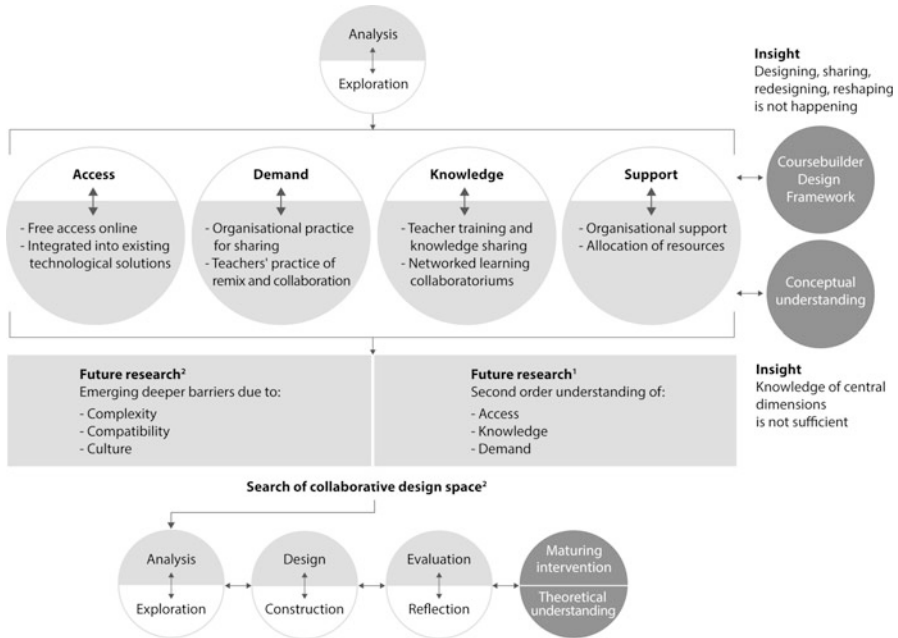 Analysis
Exploration
Insight
Designing, sharing,
redesigning, reshaping
is not happening
Access
- Free access online
- Integrated into existing
technological solutions
Demand
- Organisational practice
for sharing
- Teachers' practice of
remix and collaboration
Knowledge
- Teacher training and
knowledge sharing
- Networked learning
collaboratoriums
Support
- Organisational support
- Allocation of resources
Coursebuilder
Design
Framework
Conceptual
understanding
Insight
Knowledge of central
dimensions
is not sufficient
Future research²
Emerging deeper barriers due to:
- Complexity
- Compatibility
- Culture
Future research¹
Second order understanding of:
- Access
- Knowledge
- Demand
Search of collaborative design space²
Analysis
Exploration
Design
Construction
Evaluation
Reflection
Maturing
intervention
Theoretical
understanding